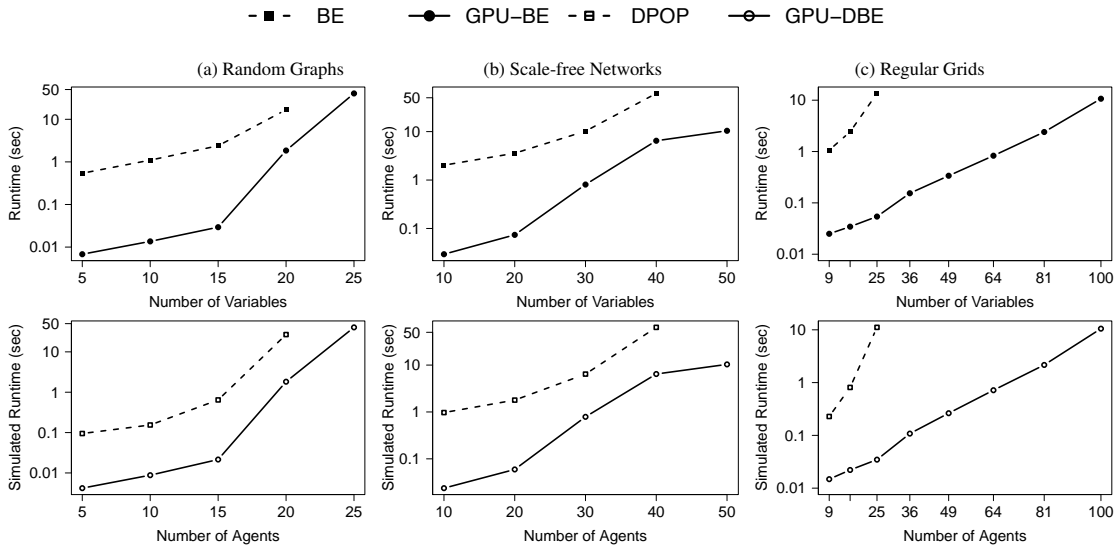 BE GPU−BE DPOP GPU−DBE
(a) Random Graphs (b) Scale-free Networks (c) Regular Grids
Runtime (sec)
50
10
1
0.1
0.01
5 10 15 20 25
Number of Variables
Runtime (sec)
50
10
1
0.1
10 20 30 40 50
Number of Variables
Runtime (sec)
10
1
0.1
0.01
9 25 36 49 64 81 100
Number of Variables
Simulated Runtime (sec)
50
10
1
0.1
0.01
5 10 15 20 25
Number of Agents
Simulated Runtime (sec)
50
10
1
0.1
10 20 30 40 50
Number of Agents
Simulated Runtime (sec)
10
1
0.1
0.01
9 25 36 49 64 81 100
Number of Agents